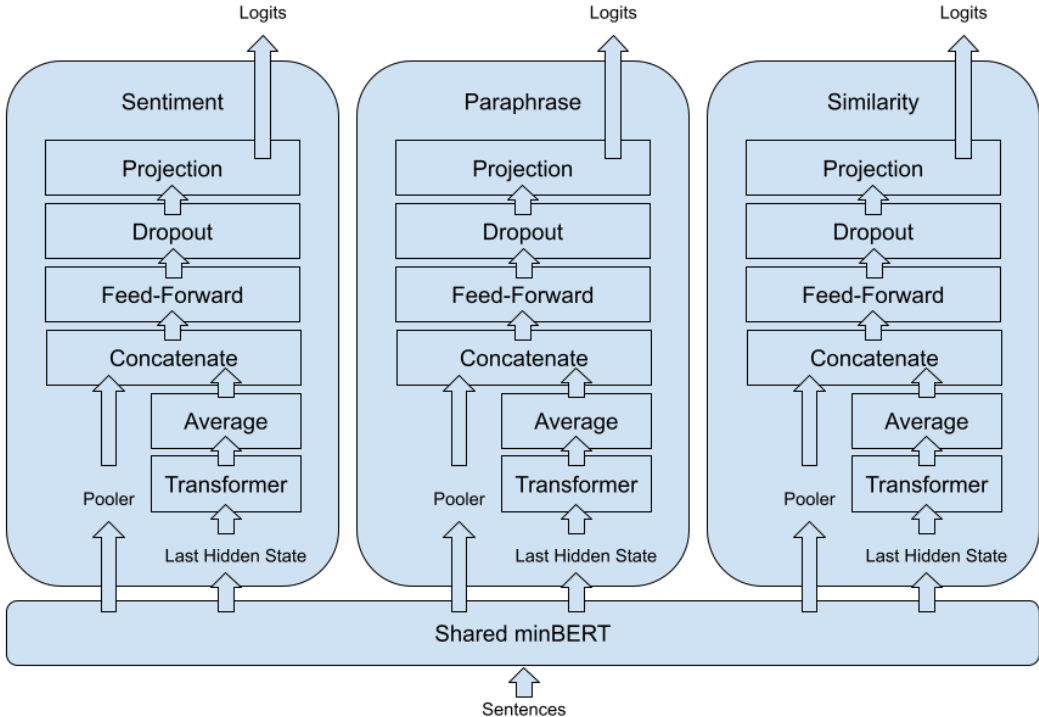 Logits
Logits
Logits
Sentiment
Projection
Dropout
Feed-Forward
Concatenate
Average
Transformer
Pooler
Last Hidden State
Paraphrase
Projection
Dropout
Feed-Forward
Concatenate
Average
Transformer
Pooler
Last Hidden State
Similarity
Projection
Dropout
Feed-Forward
Concatenate
Average
Transformer
Pooler
Last Hidden State
Shared minBERT
Sentences